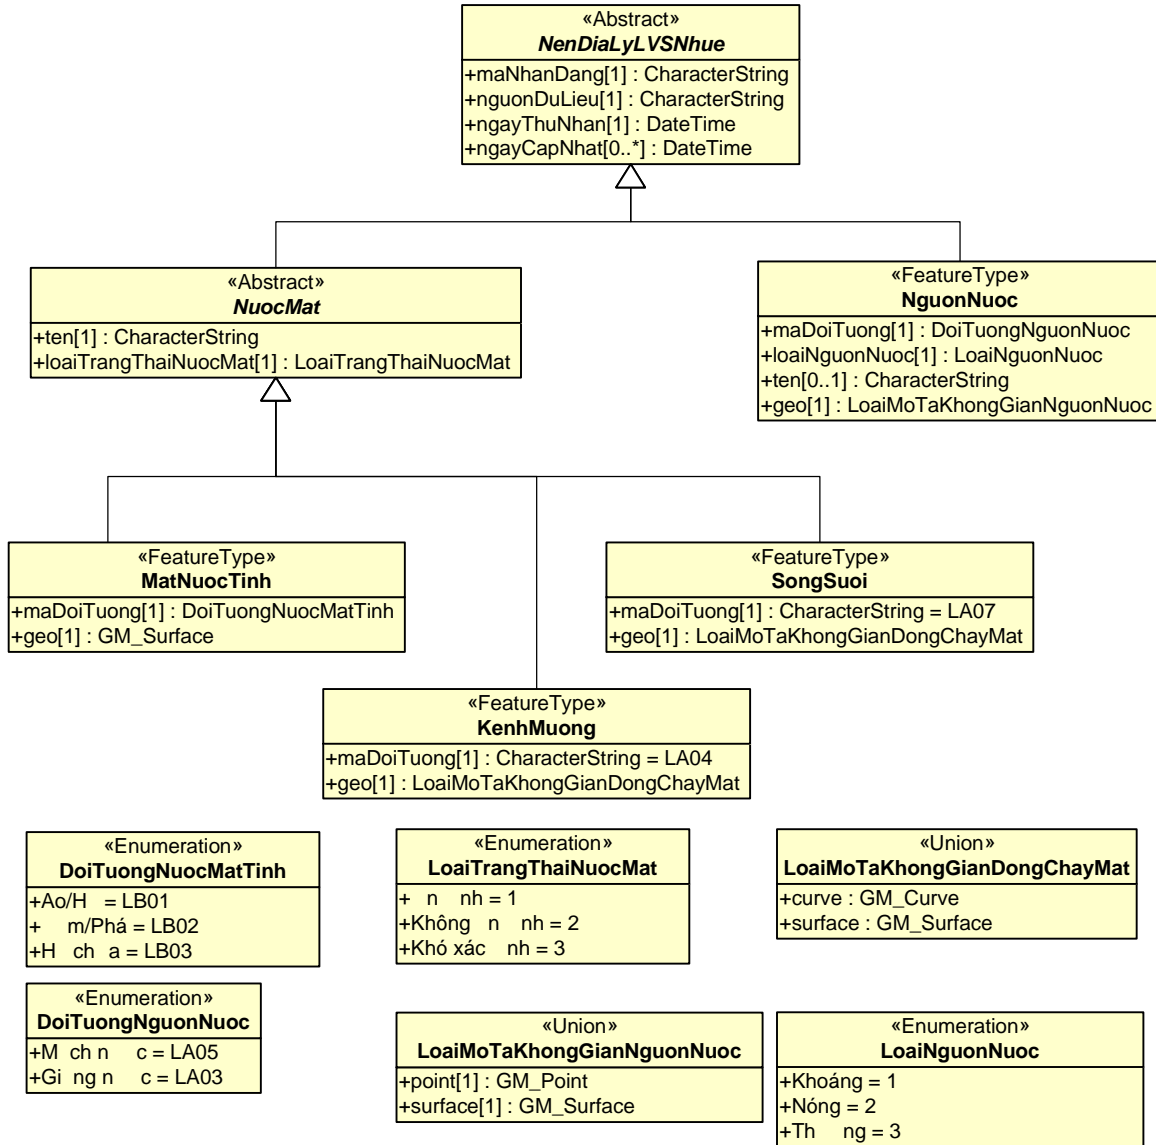 «Abstract»
NenDiaLyLVSNhue
+maNhanDang[1] : CharacterString
+nguonDuLieu[1] : CharacterString
+ngayThuNhan[1] : DateTime
+ngayCapNhat[0..*] : DateTime
«Abstract»
NuocMat
+ten[1] : CharacterString
+loaiTrangThaiNuocMat[1] : LoaiTrangThaiNuocMat
«FeatureType»
NguonNuoc
+maDoiTuong[1] : DoiTuongNguonNuoc
+loaiNguonNuoc[1] : LoaiNguonNuoc
+ten[0..1] : CharacterString
+geo[1] : LoaiMoTaKhongGianNguonNuoc
«FeatureType»
MatNuocTinh
+maDoiTuong[1] : DoiTuongNuocMatTinh
+geo[1] : GM_Surface
«FeatureType»
SongSuoi
+maDoiTuong[1] : CharacterString = LA07
+geo[1] : LoaiMoTaKhongGianDongChayMat
«FeatureType»
KenhMuong
+maDoiTuong[1] : CharacterString = LA04
+geo[1] : LoaiMoTaKhongGianDongChayMat
«Enumeration»
DoiTuongNuocMatTinh
+Ao/H = LB01
+ m/Phá = LB02
+H ch a = LB03
«Enumeration»
LoaiTrangThaiNuocMat
+ n nh = 1
+Không n nh = 2
+Khó xác nh = 3
«Union»
LoaiMoTaKhongGianDongChayMat
+curve : GM_Curve
+surface : GM_Surface
«Enumeration»
DoiTuongNguonNuoc
+M ch n c = LA05
+Gi ng n c = LA03
«Union»
LoaiMoTaKhongGianNguonNuoc
+point[1] : GM_Point
+surface[1] : GM_Surface
«Enumeration»
LoaiNguonNuoc
+Khoáng = 1
+Nóng = 2
+Th ng = 3